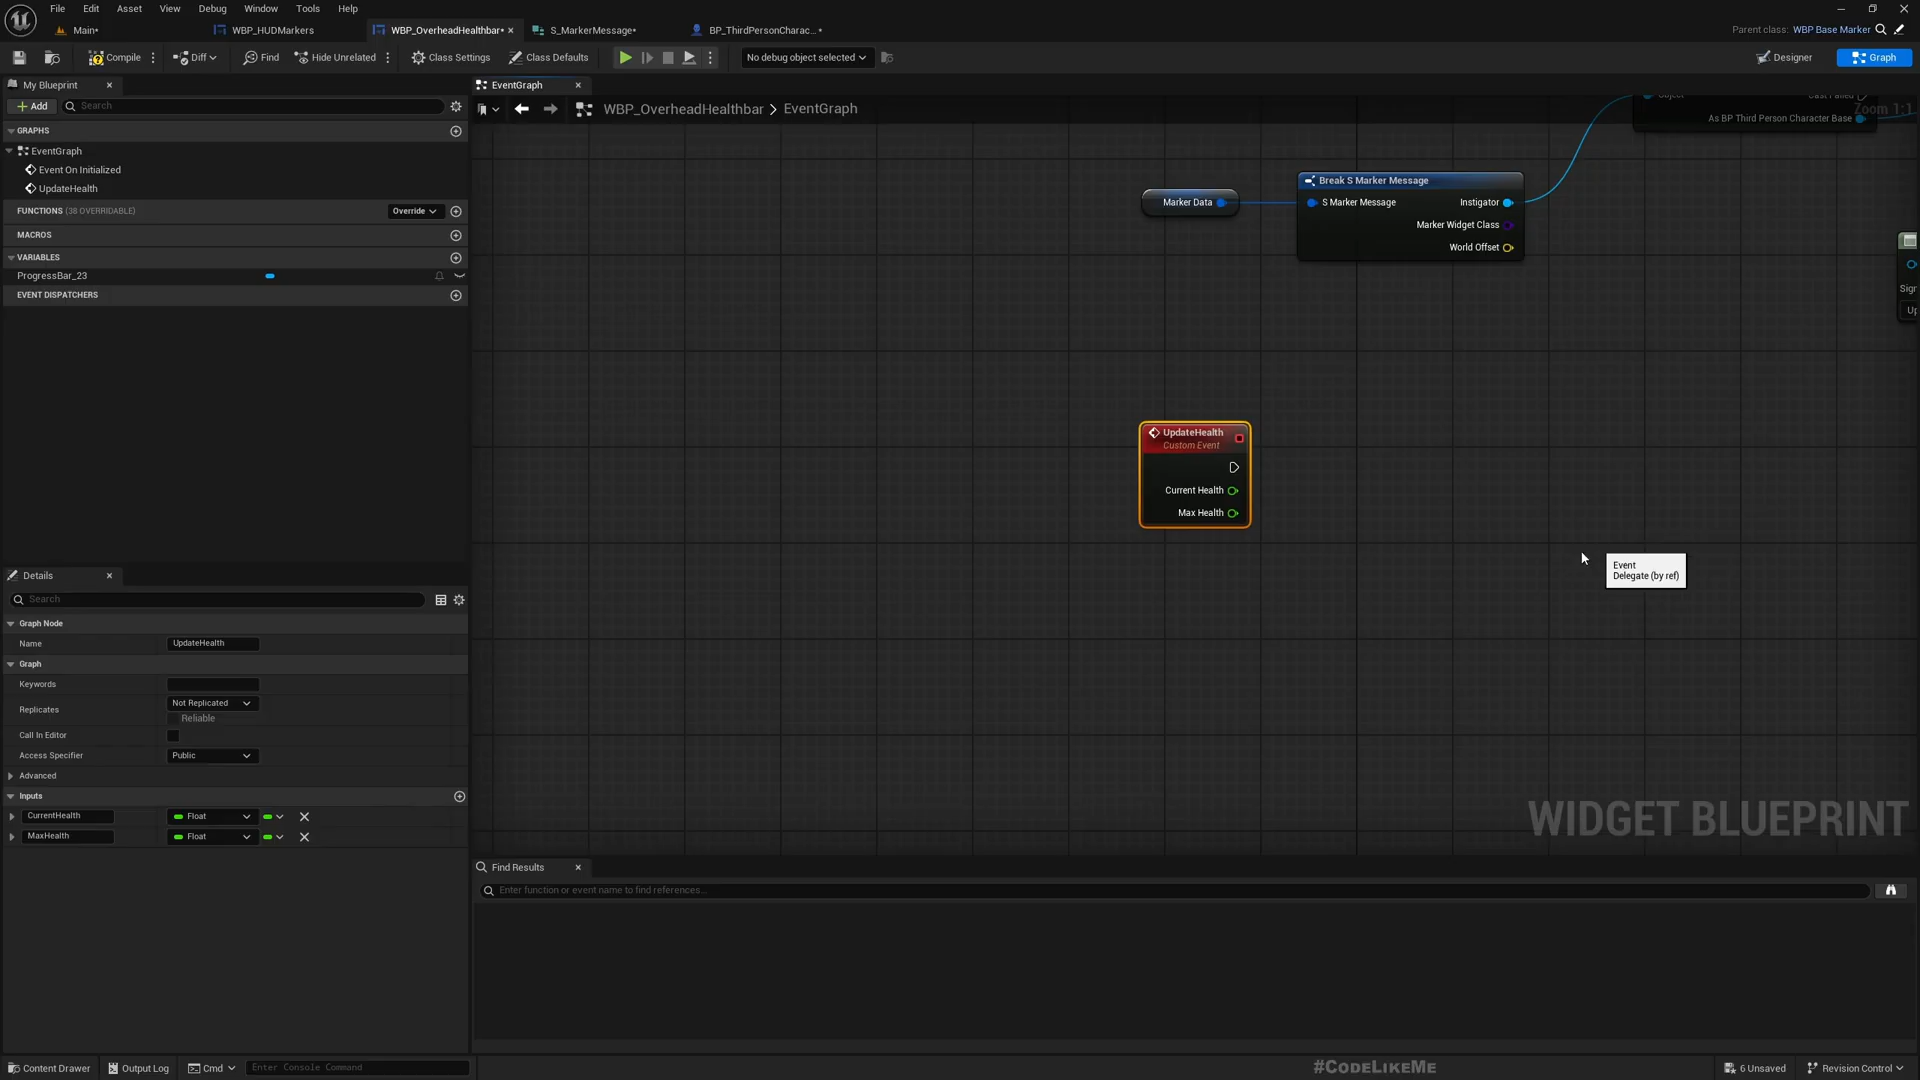 File Edit Asset View Window Debug Tools Help
Main•
WBP_HUDMarkers
WBP_OverheadHealthbar•
S_MarkerMessage•
BP_ThirdPersonCharac...•
Parent class: WBP Base Marker
Compile
Diff
Find
Hide Unrelated
Class Settings
Class Defaults
No debug object selected
Designer
Graph
My Blueprint
Add
Search
GRAPHS
EventGraph
Event On Initialized
UpdateHealth
FUNCTIONS (38 OVERRIDABLE)
Override
MACROS
VARIABLES
ProgressBar_23
EVENT DISPATCHERS
EventGraph
WBP_OverheadHealthbar > EventGraph
Zoom 1:1
As BP Third Person Character Base
Break S Marker Message
Marker Data
S Marker Message
Instigator
Marker Widget Class
World Offset
Sign
Up
UpdateHealth
Custom Event
Current Health
Max Health
Event
Delegate (by ref)
WIDGET BLUEPRINT
Details
Search
Graph Node
Name
UpdateHealth
Graph
Keywords
Replicates
Not Replicated
Reliable
Call In Editor
Access Specifier
Public
Advanced
Inputs
CurrentHealth
Float
MaxHealth
Float
Find Results
Enter function or event name to find references...
Content Drawer
Output Log
Cmd
Enter Console Command
#CODELIKEME
6 Unsaved
Revision Control